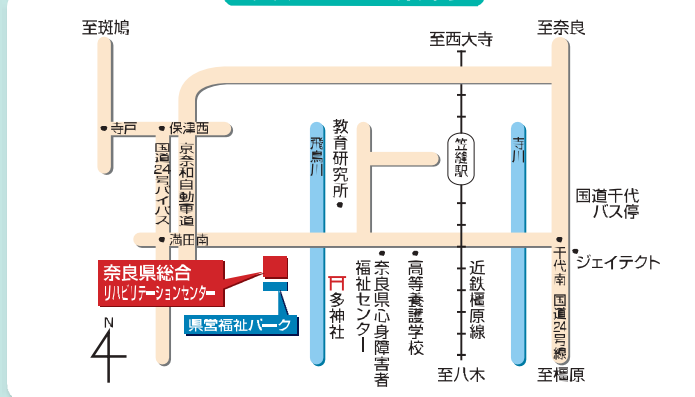 至斑鳩
至西大寺
至奈良
寺戸
保津西
国道24号バイパス
京奈和自動車道
飛鳥川
教育研究所
笠縫駅
寺川
国道千代
バス停
満田南
千代南
国道24号線
ジェイテクト
奈良県総合
リハビリテーションセンター
県営福祉パーク
多神社
奈良県心身障害者
福祉センター
高等養護学校
近鉄橿原線
N
至八木
至橿原